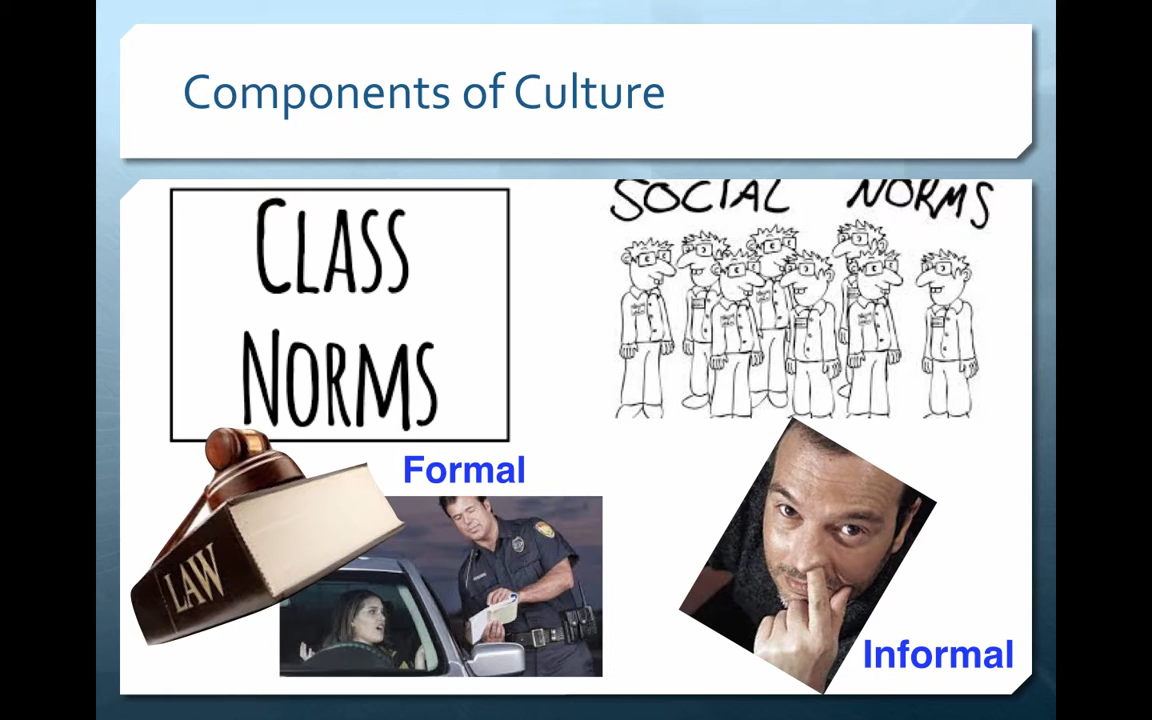 Components of Culture
CLASS
NORMS
SOCIAL NORMS
Formal
LAW
Informal